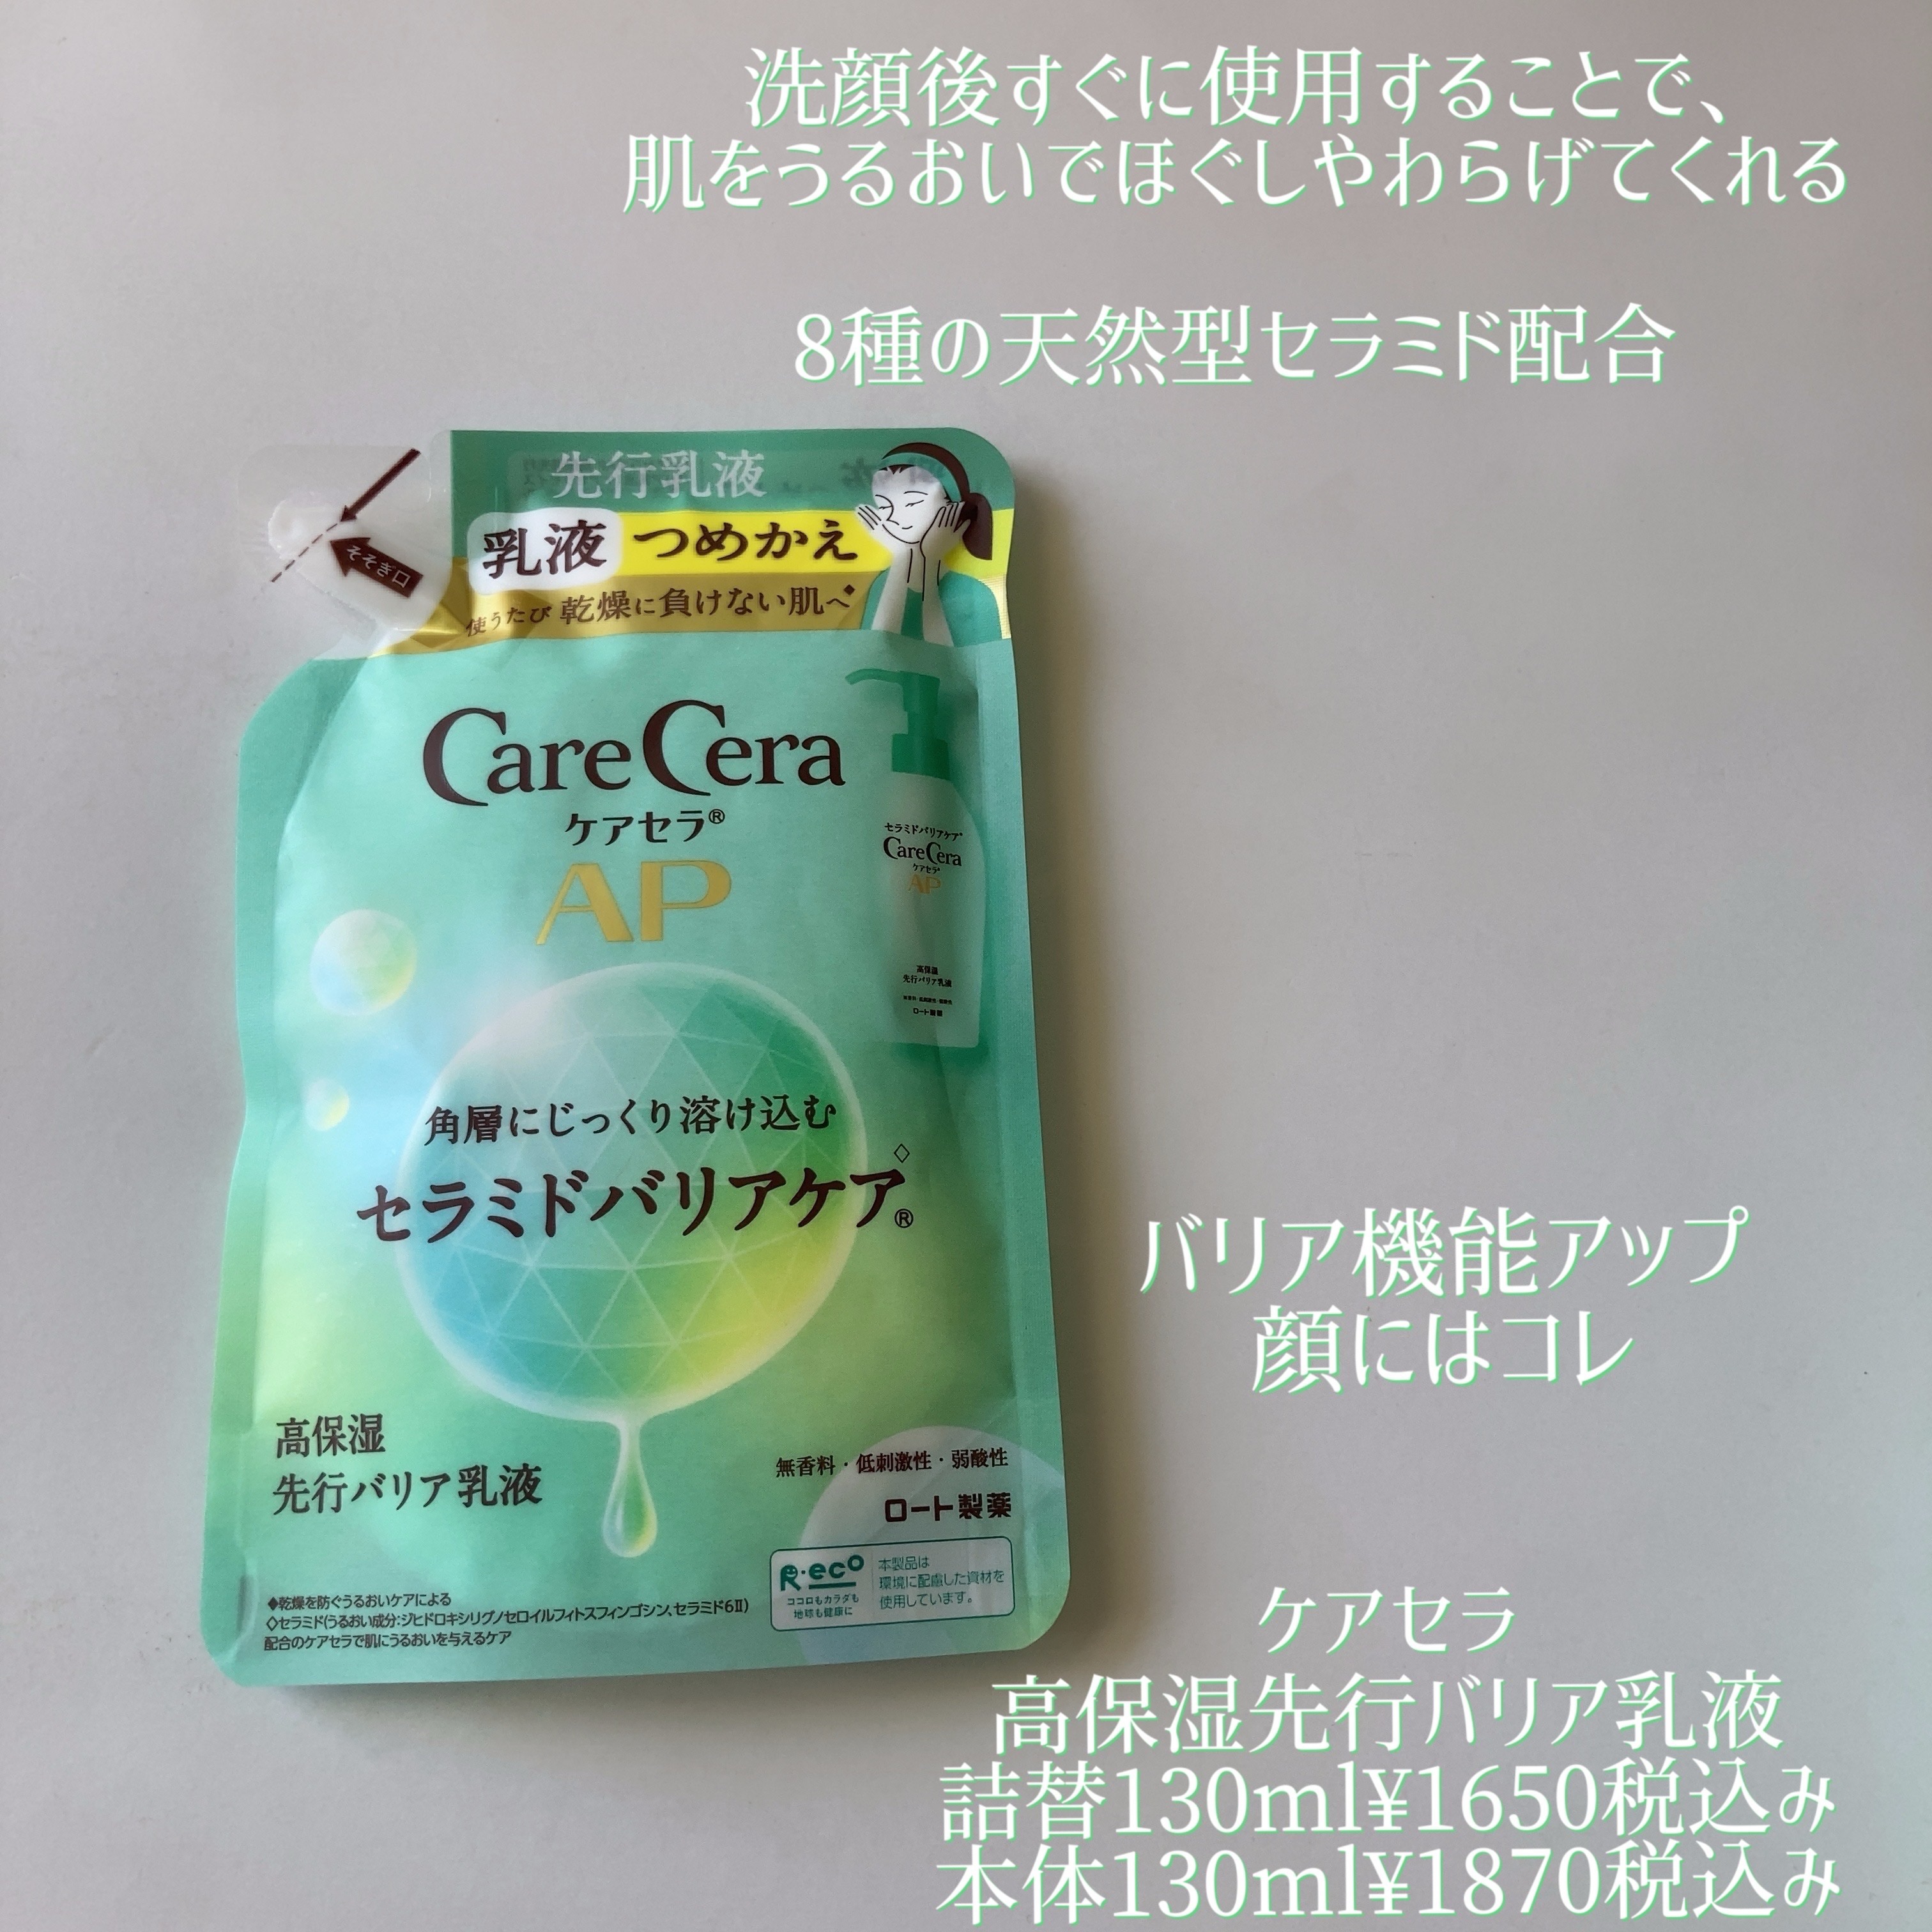 洗顔後すぐに使用することで、
肌をうるおいでほぐしやわらげてくれる
8種の天然型セラミド配合
先行乳液
乳液 つめかえ
そそぎ口
使うたび 乾燥に負けない肌へ◆
CareCera
ケアセラ®
AP
セラミドバリアケア
CareCera
ケアセラ
AP
高保湿
先行バリア乳液
ロート製薬
角層にじっくり溶け込む
セラミドバリアケア◇®
高保湿
先行バリア乳液
無香料・低刺激性・弱酸性
ロート製薬
R・eco
ココロもカラダも
地球も健康に
本製品は
環境に配慮した資材を
使用しています。
◆乾燥を防ぐうるおいケアによる
◇セラミド(うるおい成分:ジヒドロキシリグノセロイルフィトスフィンゴシン、セラミド6Ⅱ)
配合のケアセラで肌にうるおいを与えるケア
バリア機能アップ
顔にはコレ
ケアセラ
高保湿先行バリア乳液
詰替130ml¥1650税込み
本体130ml¥1870税込み